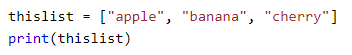 thislist = ["apple", "banana", "cherry"]
print(thislist)